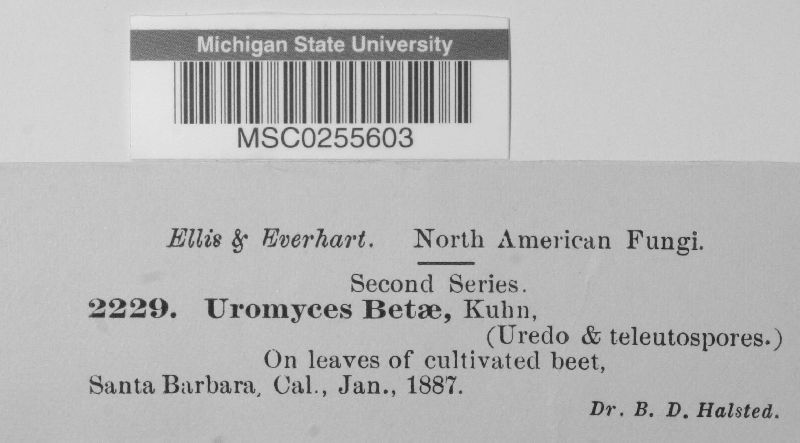 Michigan State University
MSC0255603
Ellis & Everhart. North American Fungi.
Second Series.
2229. Uromyces Betæ, Kuhn,
(Uredo & teleutospores.)
On leaves of cultivated beet,
Santa Barbara, Cal., Jan., 1887.
Dr. B. D. Halsted.